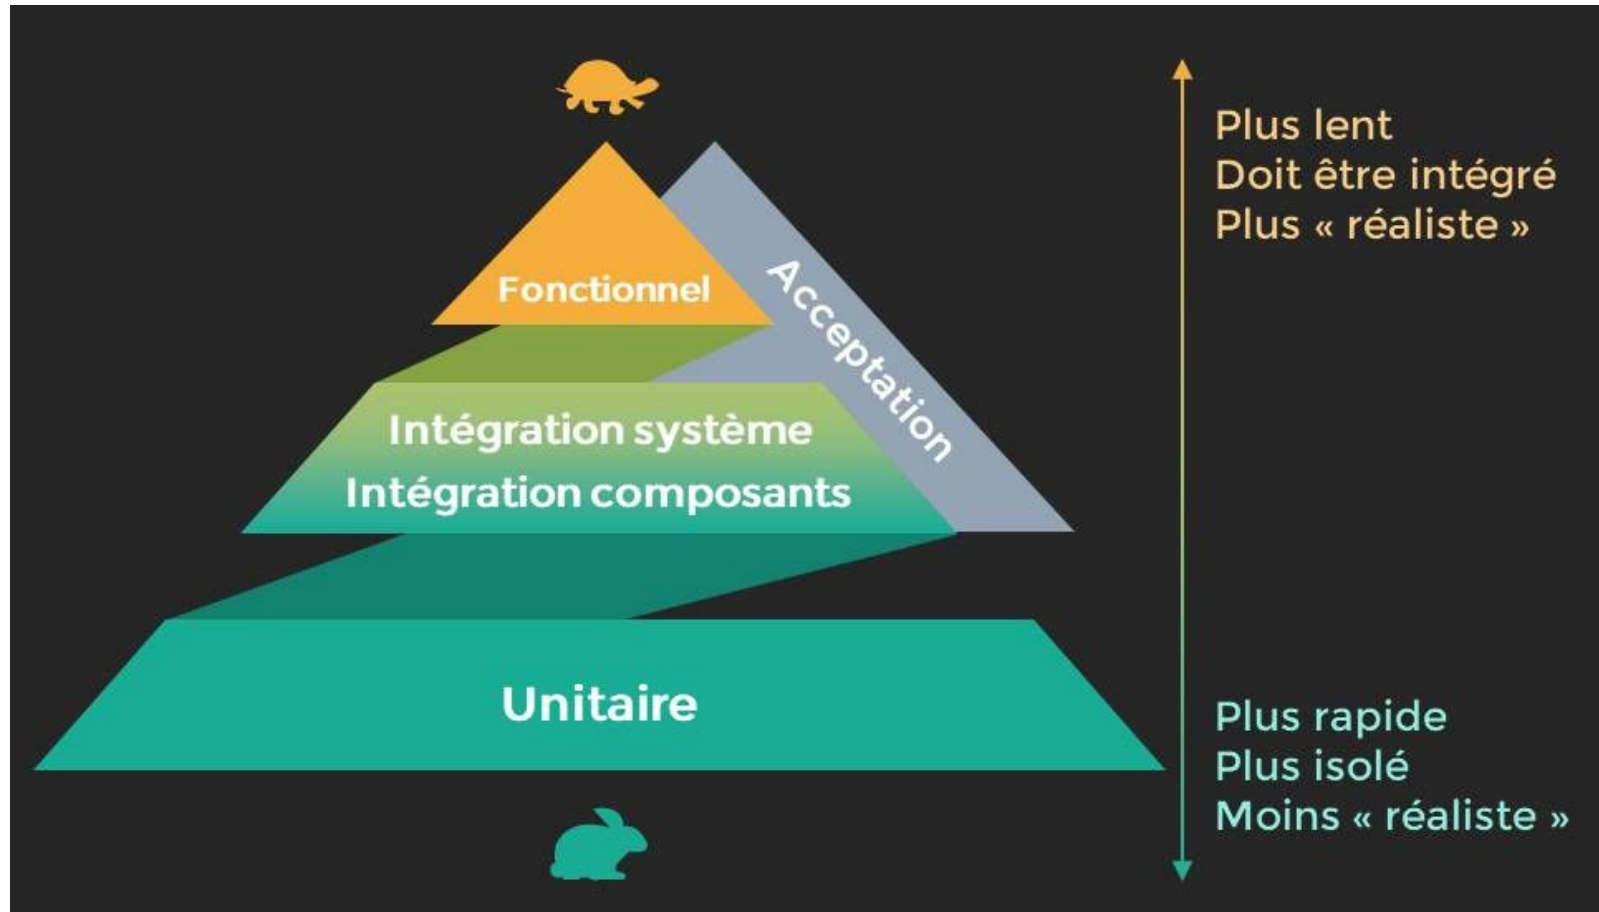 Plus lent
Doit être intégré
Plus « réaliste »
Fonctionnel
Acceptation
Intégration système
Intégration composants
Unitaire
Plus rapide
Plus isolé
Moins « réaliste »